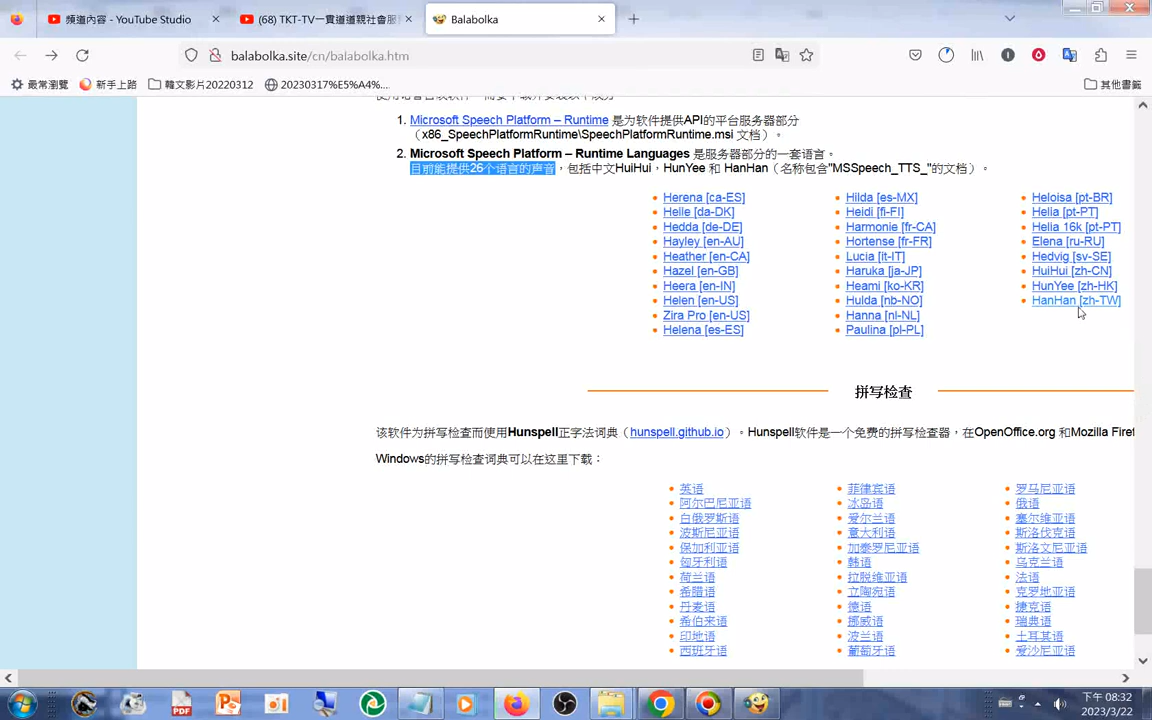 頻道內容 - YouTube Studio
(68) TKT-TV一貫道道親社會服
Balabolka
balabolka.site/cn/balabolka.htm
最常瀏覽
新手上路
韓文影片20220312
20230317%E5%A4%...
其他書籤
1. Microsoft Speech Platform – Runtime 是为软件提供API的平台服务器部分
（x86_SpeechPlatformRuntime\SpeechPlatformRuntime.msi 文档）。
2. Microsoft Speech Platform – Runtime Languages 是服务器部分的一套语言。
目前能提供26个语言的声音，包括中文HuiHui，HunYee 和 HanHan（名称包含"MSSpeech_TTS_"的文档）。
Herena [ca-ES]
Helle [da-DK]
Hedda [de-DE]
Hayley [en-AU]
Heather [en-CA]
Hazel [en-GB]
Heera [en-IN]
Helen [en-US]
Zira Pro [en-US]
Helena [es-ES]
Hilda [es-MX]
Heidi [fi-FI]
Harmonie [fr-CA]
Hortense [fr-FR]
Lucia [it-IT]
Haruka [ja-JP]
Heami [ko-KR]
Hulda [nb-NO]
Hanna [nl-NL]
Paulina [pl-PL]
Heloisa [pt-BR]
Helia [pt-PT]
Helia 16k [pt-PT]
Elena [ru-RU]
Hedvig [sv-SE]
HuiHui [zh-CN]
HunYee [zh-HK]
HanHan [zh-TW]
拼写检查
该软件为拼写检查而使用Hunspell正字法词典（hunspell.github.io）。Hunspell软件是一个免费的拼写检查器，在OpenOffice.org 和Mozilla Firef
Windows的拼写检查词典可以在这里下载：
英语
阿尔巴尼亚语
白俄罗斯语
波斯尼亚语
保加利亚语
匈牙利语
荷兰语
希腊语
丹麦语
希伯来语
印地语
西班牙语
菲律宾语
冰岛语
爱尔兰语
意大利语
加泰罗尼亚语
韩语
拉脱维亚语
立陶宛语
德语
挪威语
波兰语
葡萄牙语
罗马尼亚语
俄语
塞尔维亚语
斯洛伐克语
斯洛文尼亚语
乌克兰语
法语
克罗地亚语
捷克语
瑞典语
土耳其语
爱沙尼亚语
PDF
下午 08:32
2023/3/22